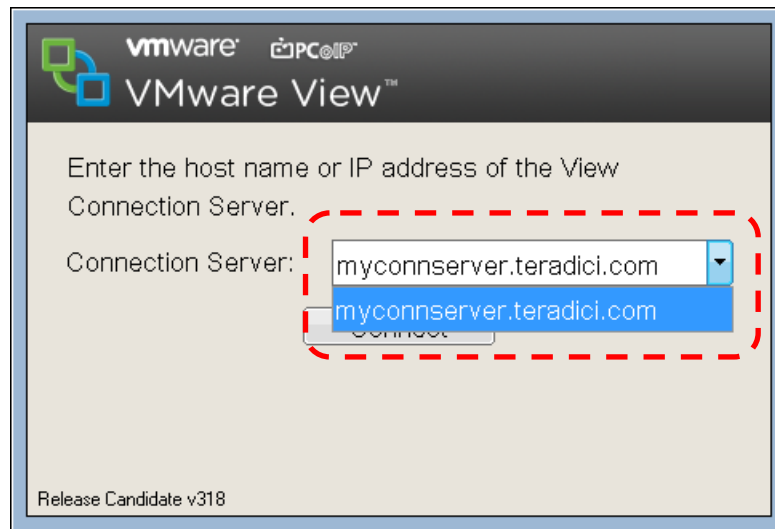 vmware PCoIP
VMware View™
Enter the host name or IP address of the View
Connection Server.
Connection Server: myconnserver.teradici.com
myconnserver.teradici.com
Connect
Release Candidate v318